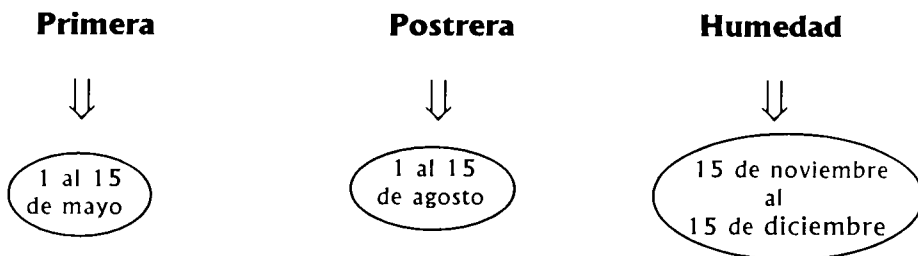 Primera
Postrera
Humedad
1 al 15
de mayo
1 al 15
de agosto
15 de noviembre
al
15 de diciembre